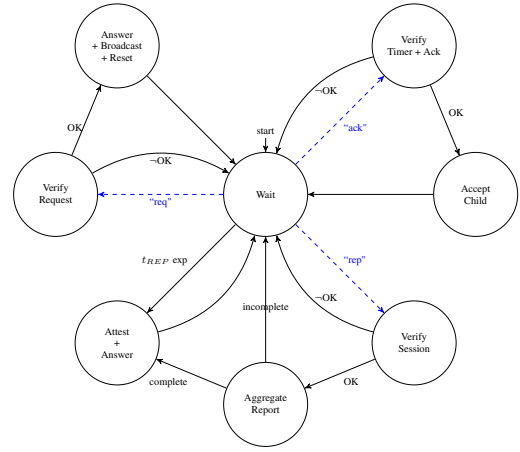 Answer
+ Broadcast
+ Reset
Verify
Timer + Ack
¬OK
OK
OK
start
"ack"
¬OK
Verify
Request
"req"
Wait
Accept
Child
t_REP exp
"rep"
incomplete
¬OK
Attest
+
Answer
Verify
Session
complete
OK
Aggregate
Report